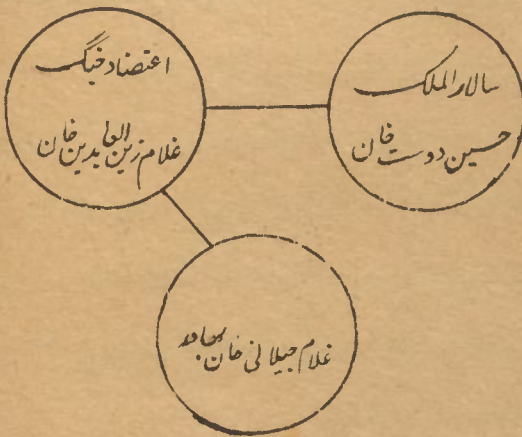 سالار الملک
حسین دوست خان
اعتضاد جنگ
غلام زین العابدین خان
غلام جیلانی خان بهادر